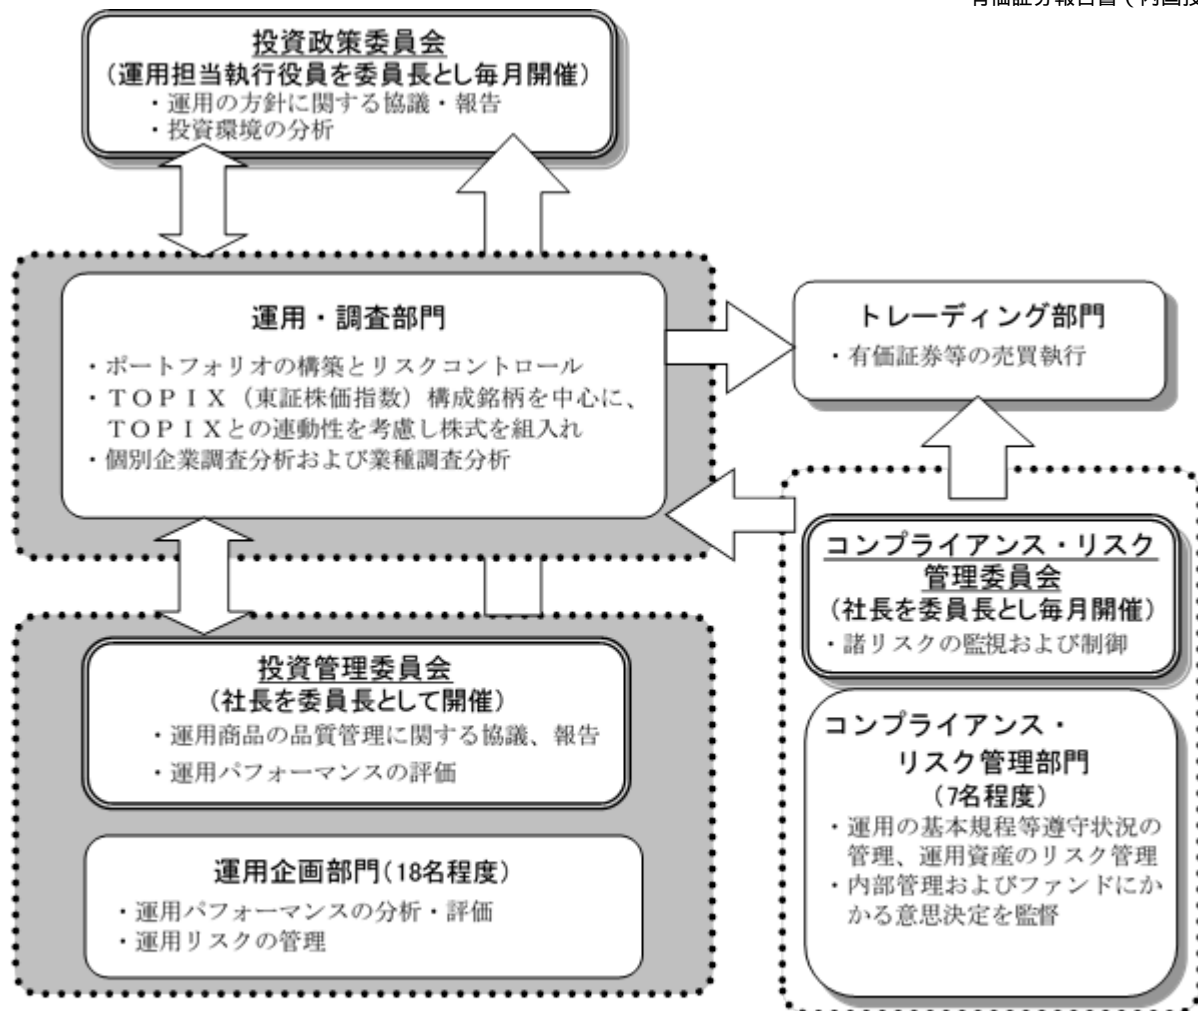 投資政策委員会
(運用担当執行役員を委員長とし毎月開催)
・運用の方針に関する協議・報告
・投資環境の分析
運用・調査部門
・ポートフォリオの構築とリスクコントロール
・ＴＯＰＩＸ（東証株価指数）構成銘柄を中心に、
ＴＯＰＩＸとの連動性を考慮し株式を組入れ
・個別企業調査分析および業種調査分析
トレーディング部門
・有価証券等の売買執行
コンプライアンス・リスク
管理委員会
(社長を委員長とし毎月開催)
・諸リスクの監視および制御
投資管理委員会
(社長を委員長として開催)
・運用商品の品質管理に関する協議、報告
・運用パフォーマンスの評価
運用企画部門(18名程度)
・運用パフォーマンスの分析・評価
・運用リスクの管理
コンプライアンス・
リスク管理部門
(7名程度)
・運用の基本規程等遵守状況の
管理、運用資産のリスク管理
・内部管理およびファンドにか
かる意思決定を監督